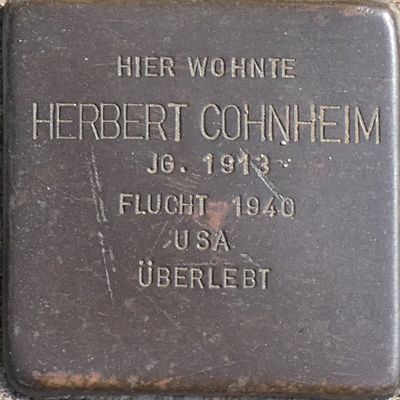 HIER WOHNTE
HERBERT COHNHEIM
JG. 1913
FLUCHT 1940
USA
ÜBERLEBT